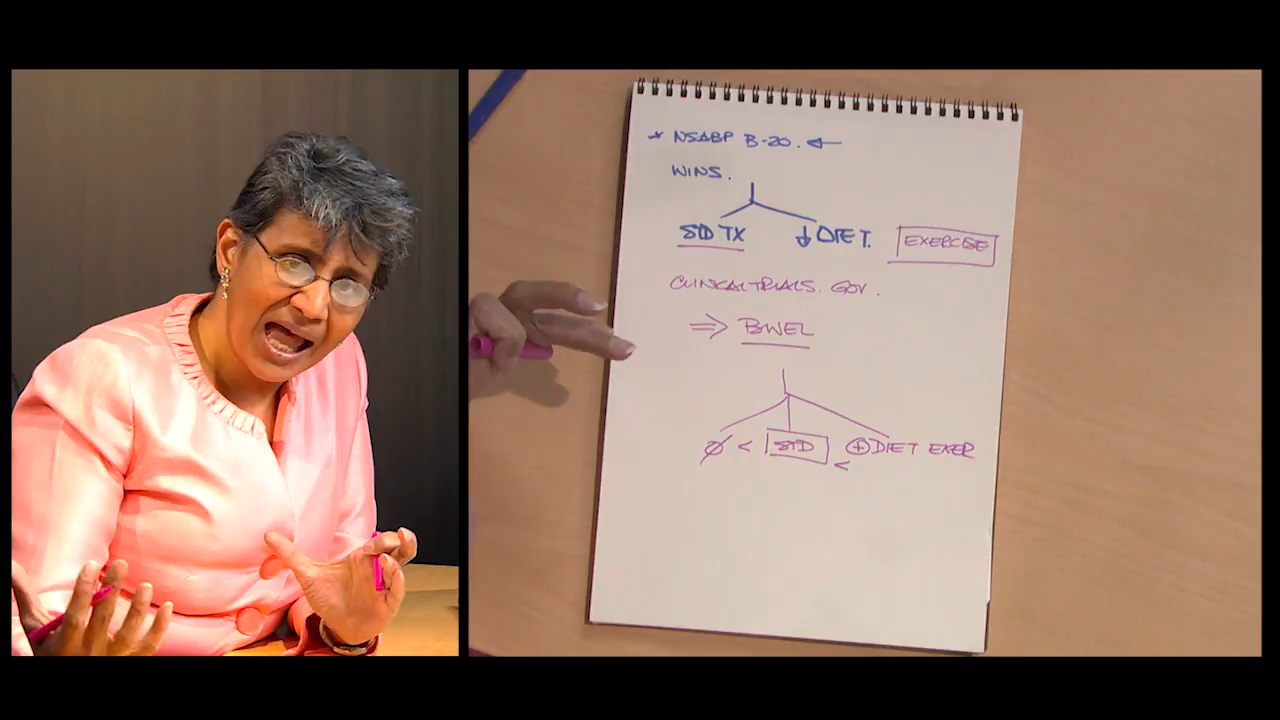 * NSABP B-20. ←
WINS.
STD TX ↓ DIET. EXERCISE
CLINICALTRIALS.GOV.
⇒ BWEL
∅ < STD < ⊕ DIET EXER